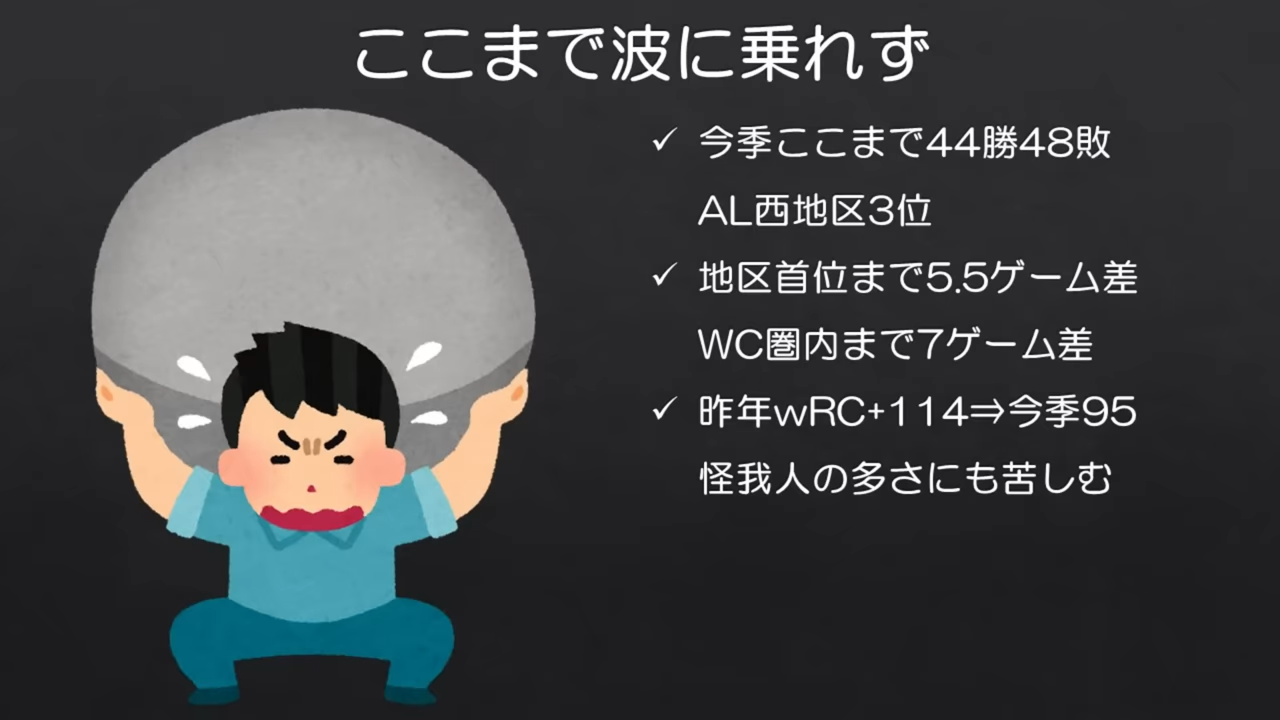 ここまで波に乗れず
✓ 今季ここまで44勝48敗
AL西地区3位
✓ 地区首位まで5.5ゲーム差
WC圏内まで7ゲーム差
✓ 昨年wRC+114⇒今季95
怪我人の多さにも苦しむ